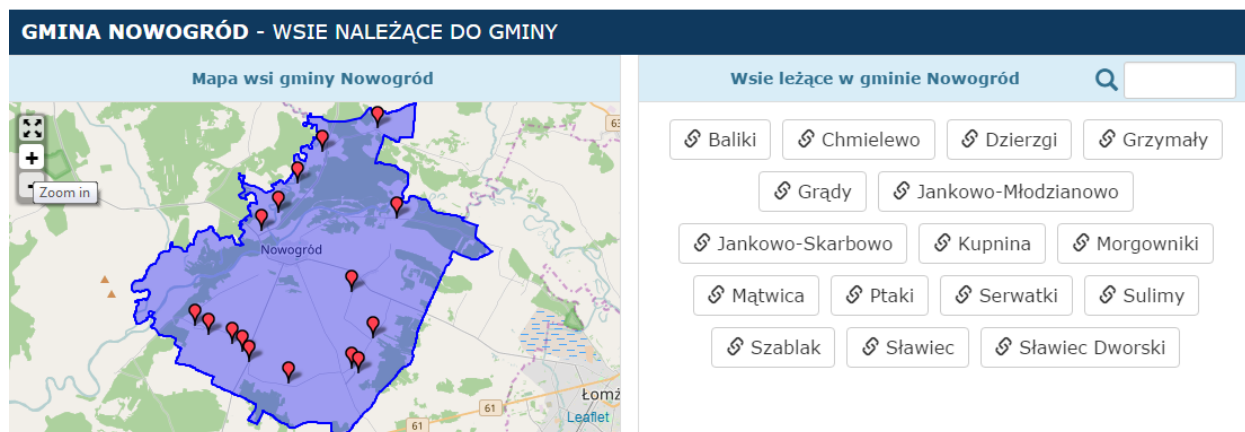 GMINA NOWOGRÓD - WSIE NALEŻĄCE DO GMINY
Mapa wsi gminy Nowogród
Wsie leżące w gminie Nowogród
+
-
Zoom in
Nowogród
Łomż
61
61
Leaflet
Baliki Chmielewo Dzierzgi Grzymały
Grądy Jankowo-Młodzianowo
Jankowo-Skarbowo Kupnina Morgowniki
Mątwica Ptaki Serwatki Sulimy
Szablak Sławiec Sławiec Dworski